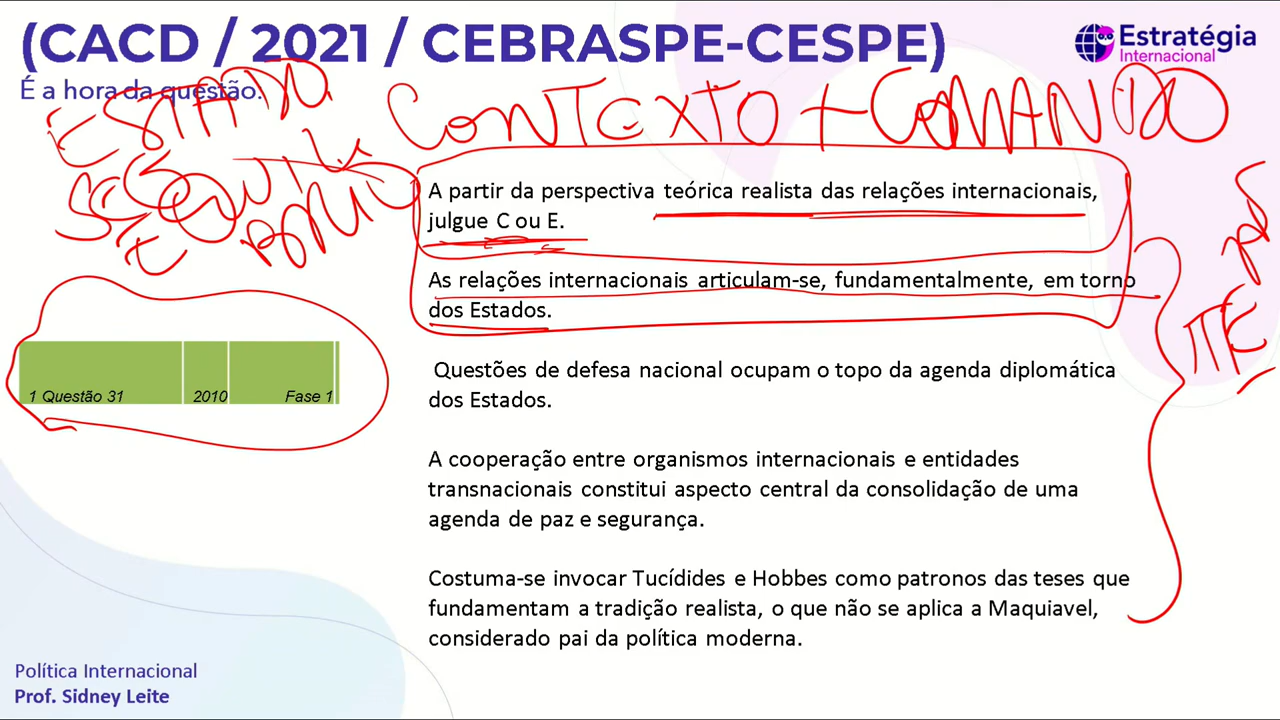 (CACD / 2021 / CEBRASPE-CESPE)
Estratégia
Internacional
É a hora da questão.
ESTADO
CONTEXTO + COMANDO
A partir da perspectiva teórica realista das relações internacionais,
julgue C ou E.
As relações internacionais articulam-se, fundamentalmente, em torno
dos Estados.
1 Questão 31 2010 Fase 1
Questões de defesa nacional ocupam o topo da agenda diplomática
dos Estados.
A cooperação entre organismos internacionais e entidades
transnacionais constitui aspecto central da consolidação de uma
agenda de paz e segurança.
Costuma-se invocar Tucídides e Hobbes como patronos das teses que
fundamentam a tradição realista, o que não se aplica a Maquiavel,
considerado pai da política moderna.
Política Internacional
Prof. Sidney Leite